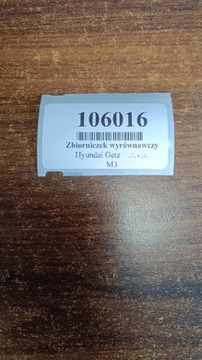 106016
Zbiorniczek wyrównawczy
Hyundai Getz
M3